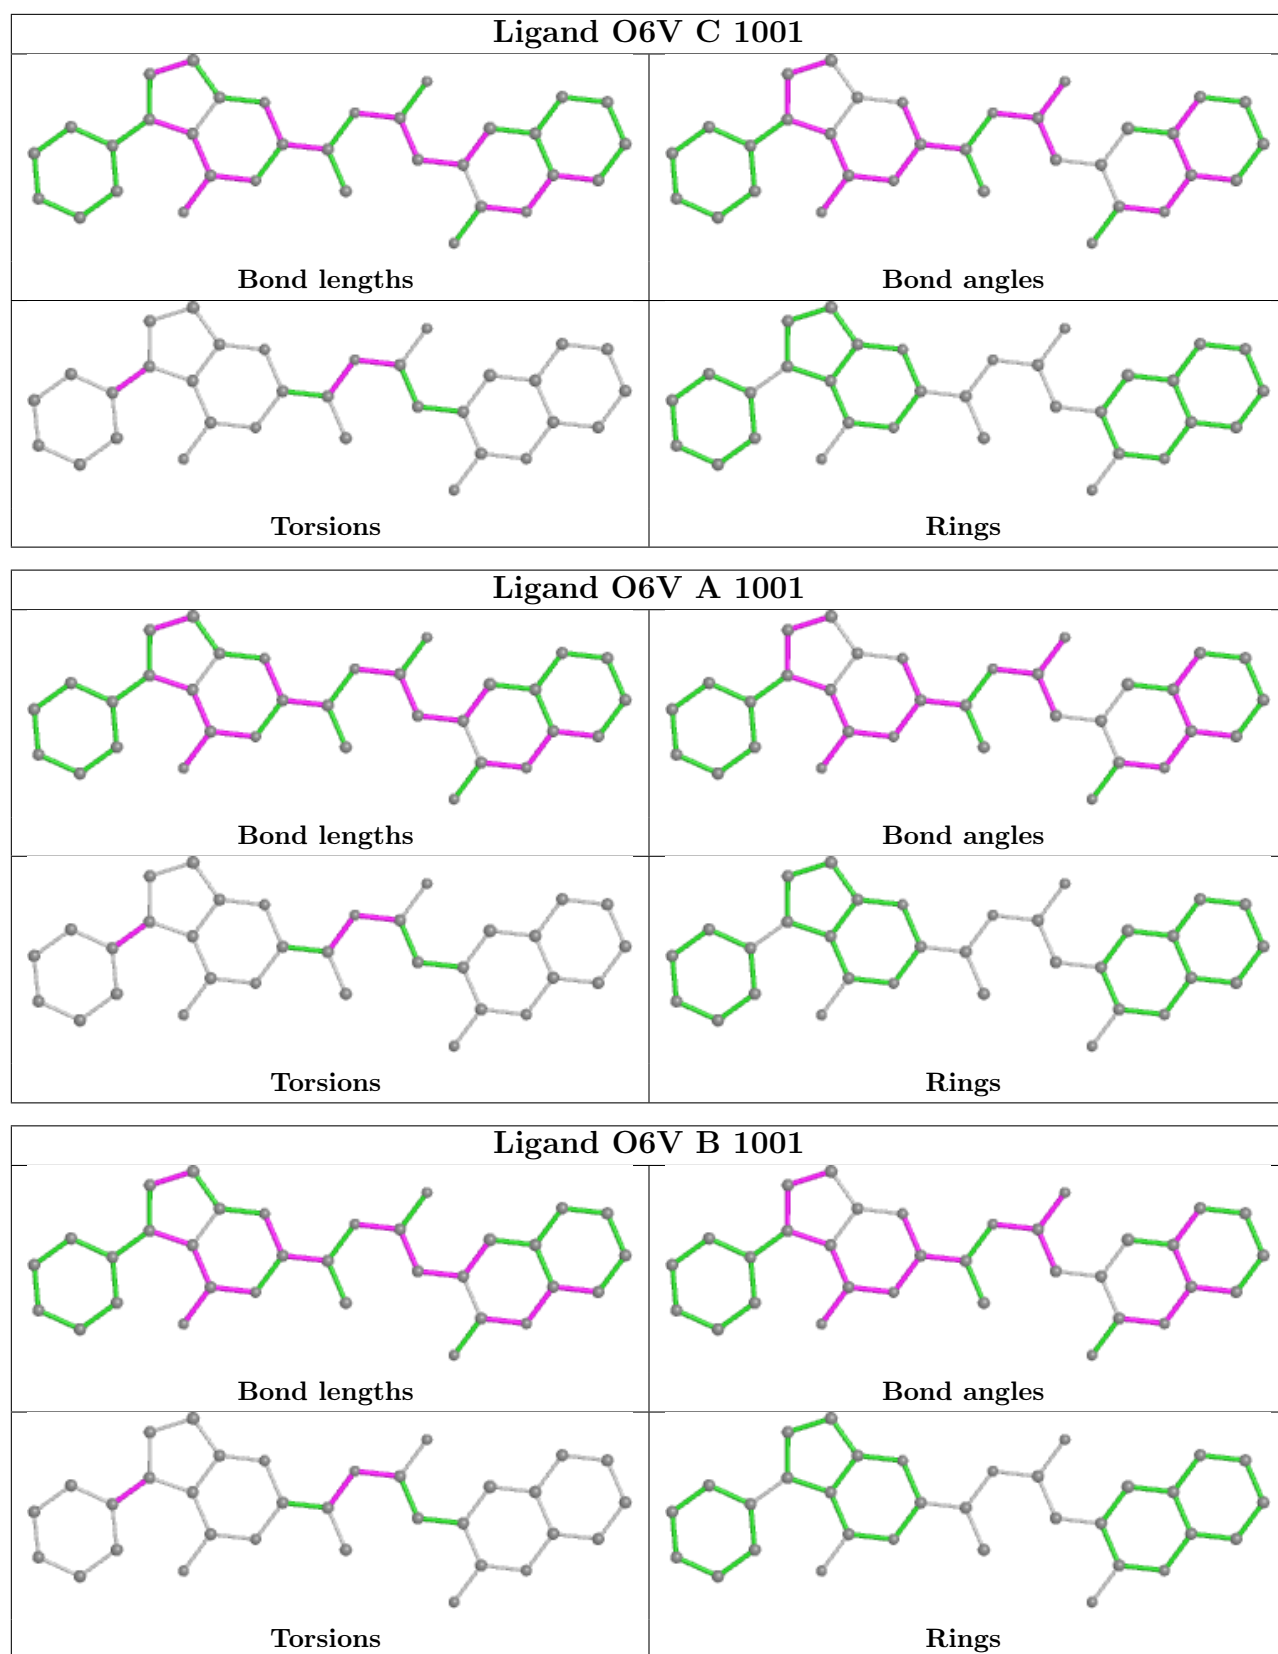 Ligand O6V C 1001
Bond lengths
Bond angles
Torsions
Rings
Ligand O6V A 1001
Bond lengths
Bond angles
Torsions
Rings
Ligand O6V B 1001
Bond lengths
Bond angles
Torsions
Rings